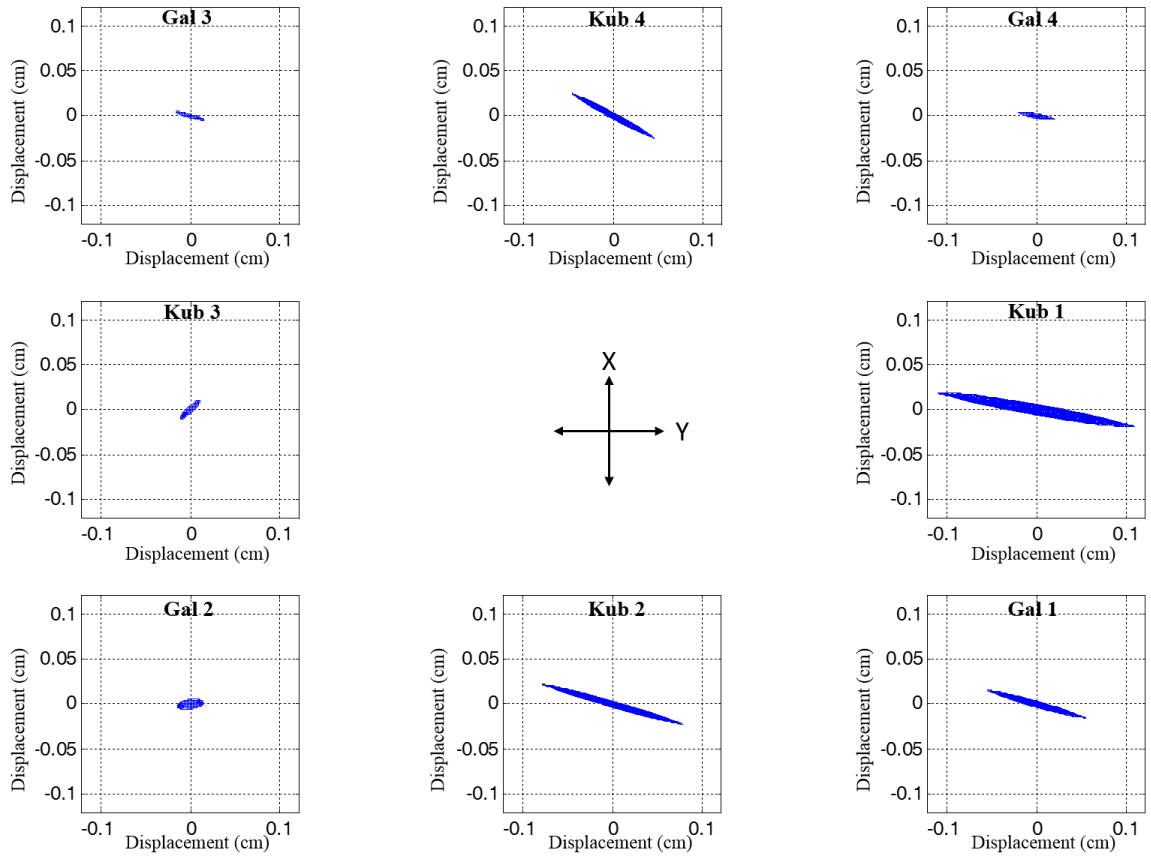 Gal 3
0.1
0.05
0
-0.05
-0.1
Displacement (cm)
-0.1 0 0.1
Displacement (cm)
Kub 4
0.1
0.05
0
-0.05
-0.1
Displacement (cm)
-0.1 0 0.1
Displacement (cm)
Gal 4
0.1
0.05
0
-0.05
-0.1
Displacement (cm)
-0.1 0 0.1
Displacement (cm)
Kub 3
0.1
0.05
0
-0.05
-0.1
Displacement (cm)
-0.1 0 0.1
Displacement (cm)
X
Y
Kub 1
0.1
0.05
0
-0.05
-0.1
Displacement (cm)
-0.1 0 0.1
Displacement (cm)
Gal 2
0.1
0.05
0
-0.05
-0.1
Displacement (cm)
-0.1 0 0.1
Displacement (cm)
Kub 2
0.1
0.05
0
-0.05
-0.1
Displacement (cm)
-0.1 0 0.1
Displacement (cm)
Gal 1
0.1
0.05
0
-0.05
-0.1
Displacement (cm)
-0.1 0 0.1
Displacement (cm)